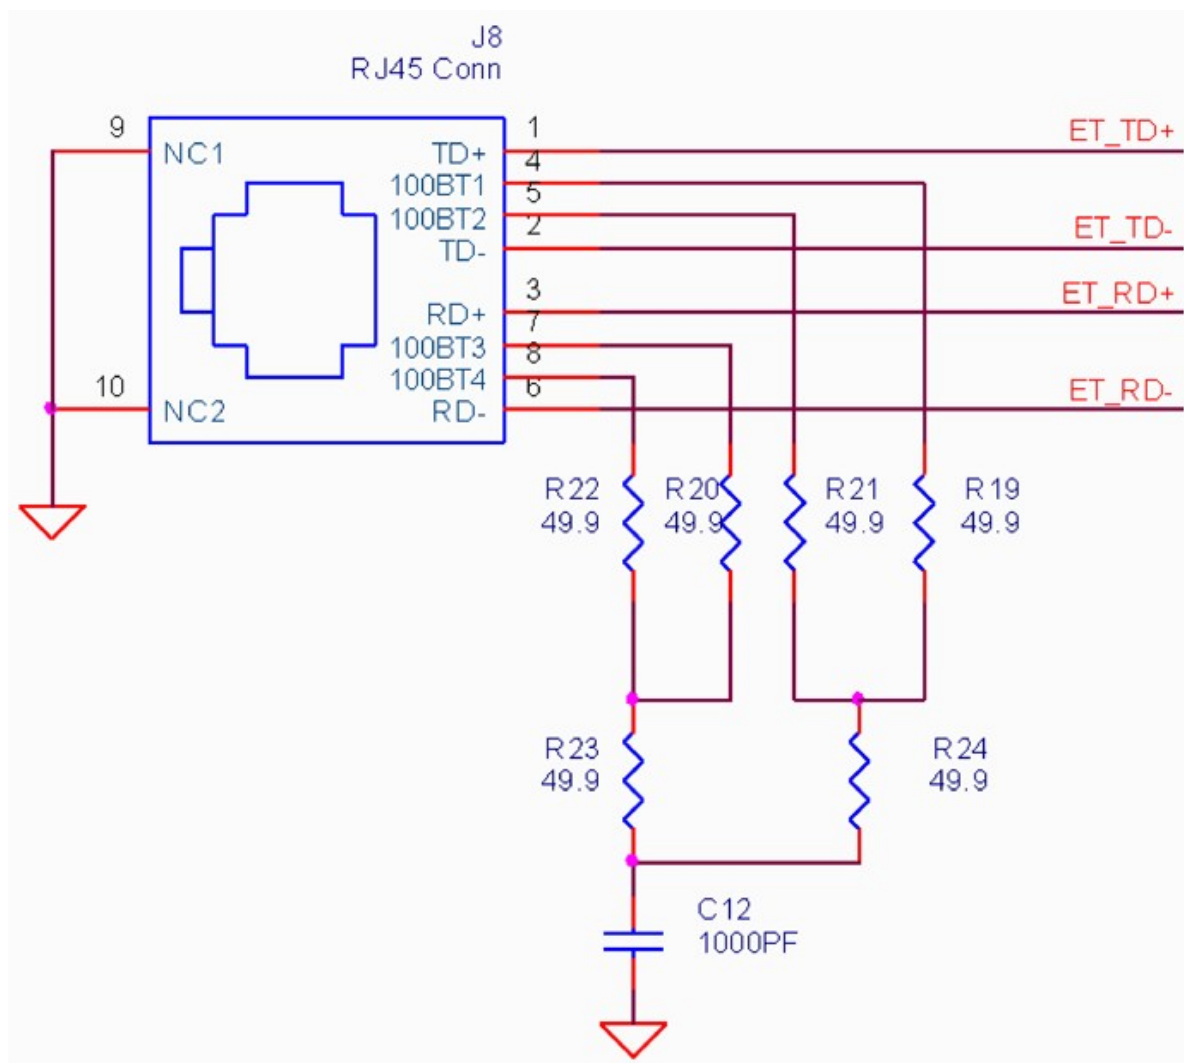 J8
RJ45 Conn
9
NC1
10
NC2
1
TD+
4
100BT1
5
100BT2
2
TD-
3
RD+
7
100BT3
8
100BT4
6
RD-
ET_TD+
ET_TD-
ET_RD+
ET_RD-
R22
49.9
R20
49.9
R21
49.9
R19
49.9
R23
49.9
R24
49.9
C12
1000PF